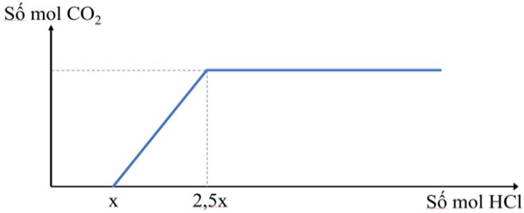 Số mol CO₂
x
2,5x
Số mol HCl